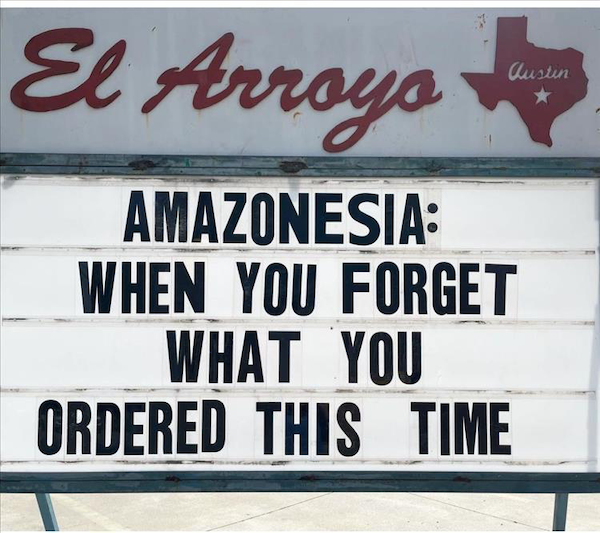 El Arroyo
Austin
AMAZONESIA:
WHEN YOU FORGET
WHAT YOU
ORDERED THIS TIME